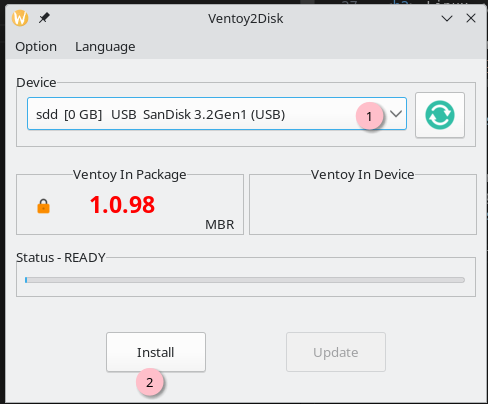 Ventoy2Disk
Option Language
Device
sdd [0 GB] USB SanDisk 3.2Gen1 (USB)
1
Ventoy In Package
1.0.98
MBR
Ventoy In Device
Status - READY
Install
Update
2